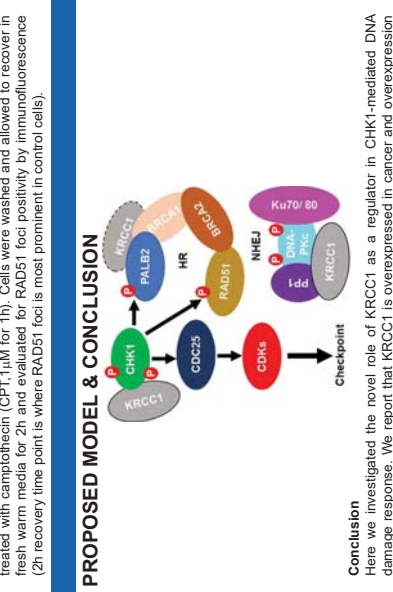 treated with camptothecin (CPT,1μM for 1h). Cells were washed and allowed to recover in
fresh warm media for 2h and evaluated for RAD51 foci positivity by immunofluorescence
(2h recovery time point is where RAD51 foci is most prominent in control cells).
PROPOSED MODEL & CONCLUSION
KRCC1
P
P
CHK1
CDC25
CDKs
Checkpoint
P
PALB2
KRCC1
BRCA1
BRCA2
HR
P
RAD51
NHEJ
pp1
P
P
DNA-
PKc
Ku70/ 80
KRCC1
Conclusion
Here we investigated the novel role of KRCC1 as a regulator in CHK1-mediated DNA
damage response. We report that KRCC1 is overexpressed in cancer and overexpression